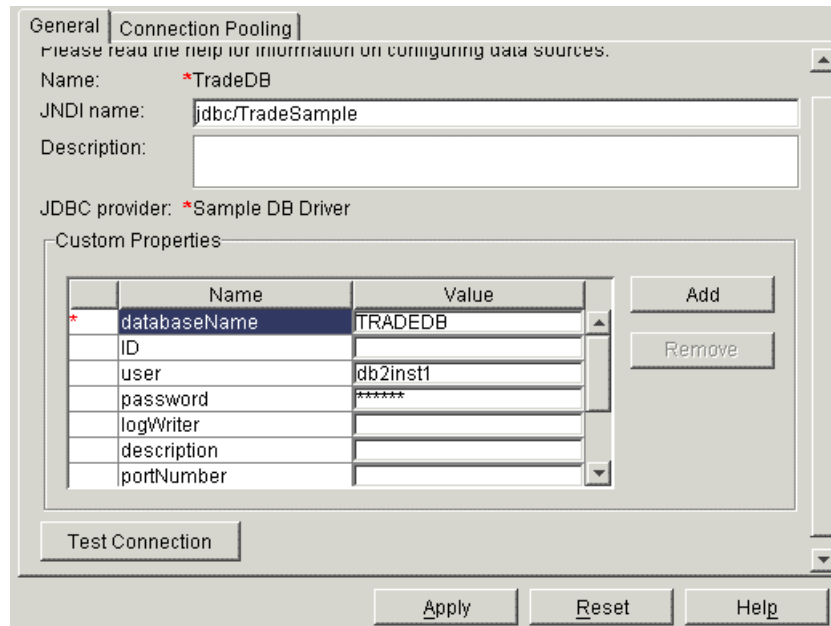 General Connection Pooling
Please read the help for information on configuring data sources.
Name: *TradeDB
JNDI name: jdbc/TradeSample
Description:
JDBC provider: *Sample DB Driver
Custom Properties
Name Value Add
* databaseName TRADEDB
ID Remove
user db2inst1
password ******
logWriter
description
portNumber
Test Connection
Apply Reset Help